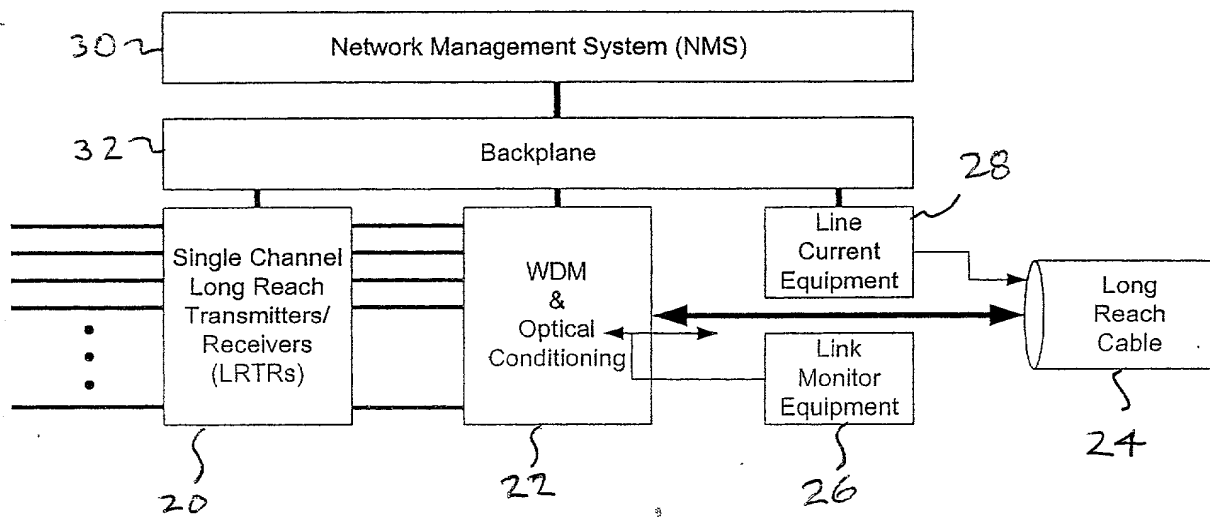 30
Network Management System (NMS)
32
Backplane
28
Single Channel
Long Reach
Transmitters/
Receivers
(LRTRs)
WDM
&
Optical
Conditioning
Line
Current
Equipment
Link
Monitor
Equipment
Long
Reach
Cable
20
22
26
24